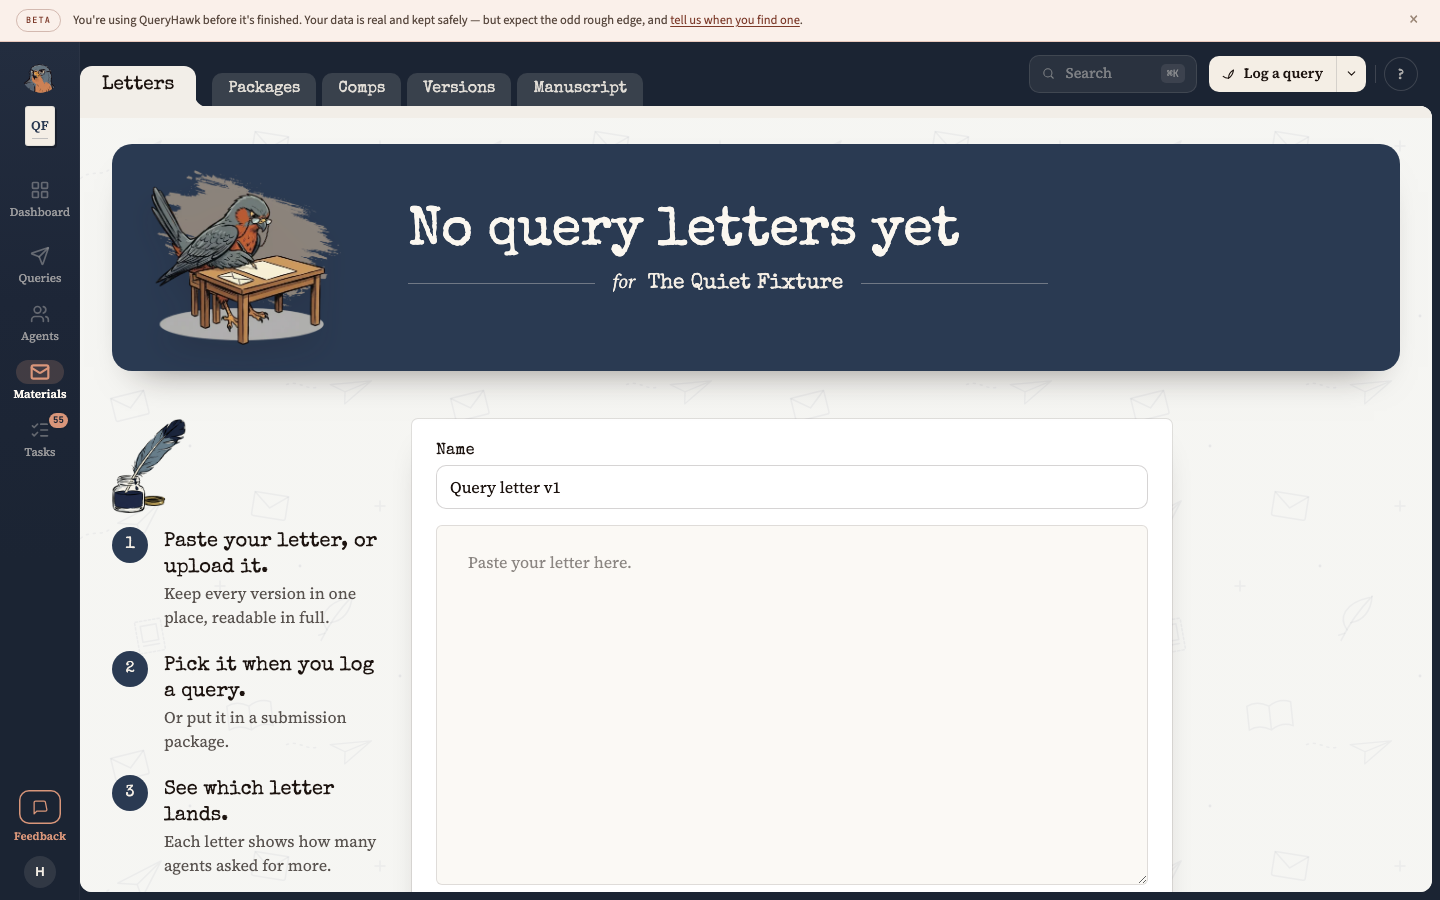 BETA You're using QueryHawk before it's finished. Your data is real and kept safely — but expect the odd rough edge, and tell us when you find one. ×
Letters
Packages
Comps
Versions
Manuscript
Search ⌘K
Log a query
?
QF
Dashboard
Queries
Agents
Materials
55
Tasks
Feedback
H
No query letters yet
for The Quiet Fixture
1
Paste your letter, or
upload it.
Keep every version in one
place, readable in full.
2
Pick it when you log
a query.
Or put it in a submission
package.
3
See which letter
lands.
Each letter shows how many
agents asked for more.
Name
Query letter v1
Paste your letter here.